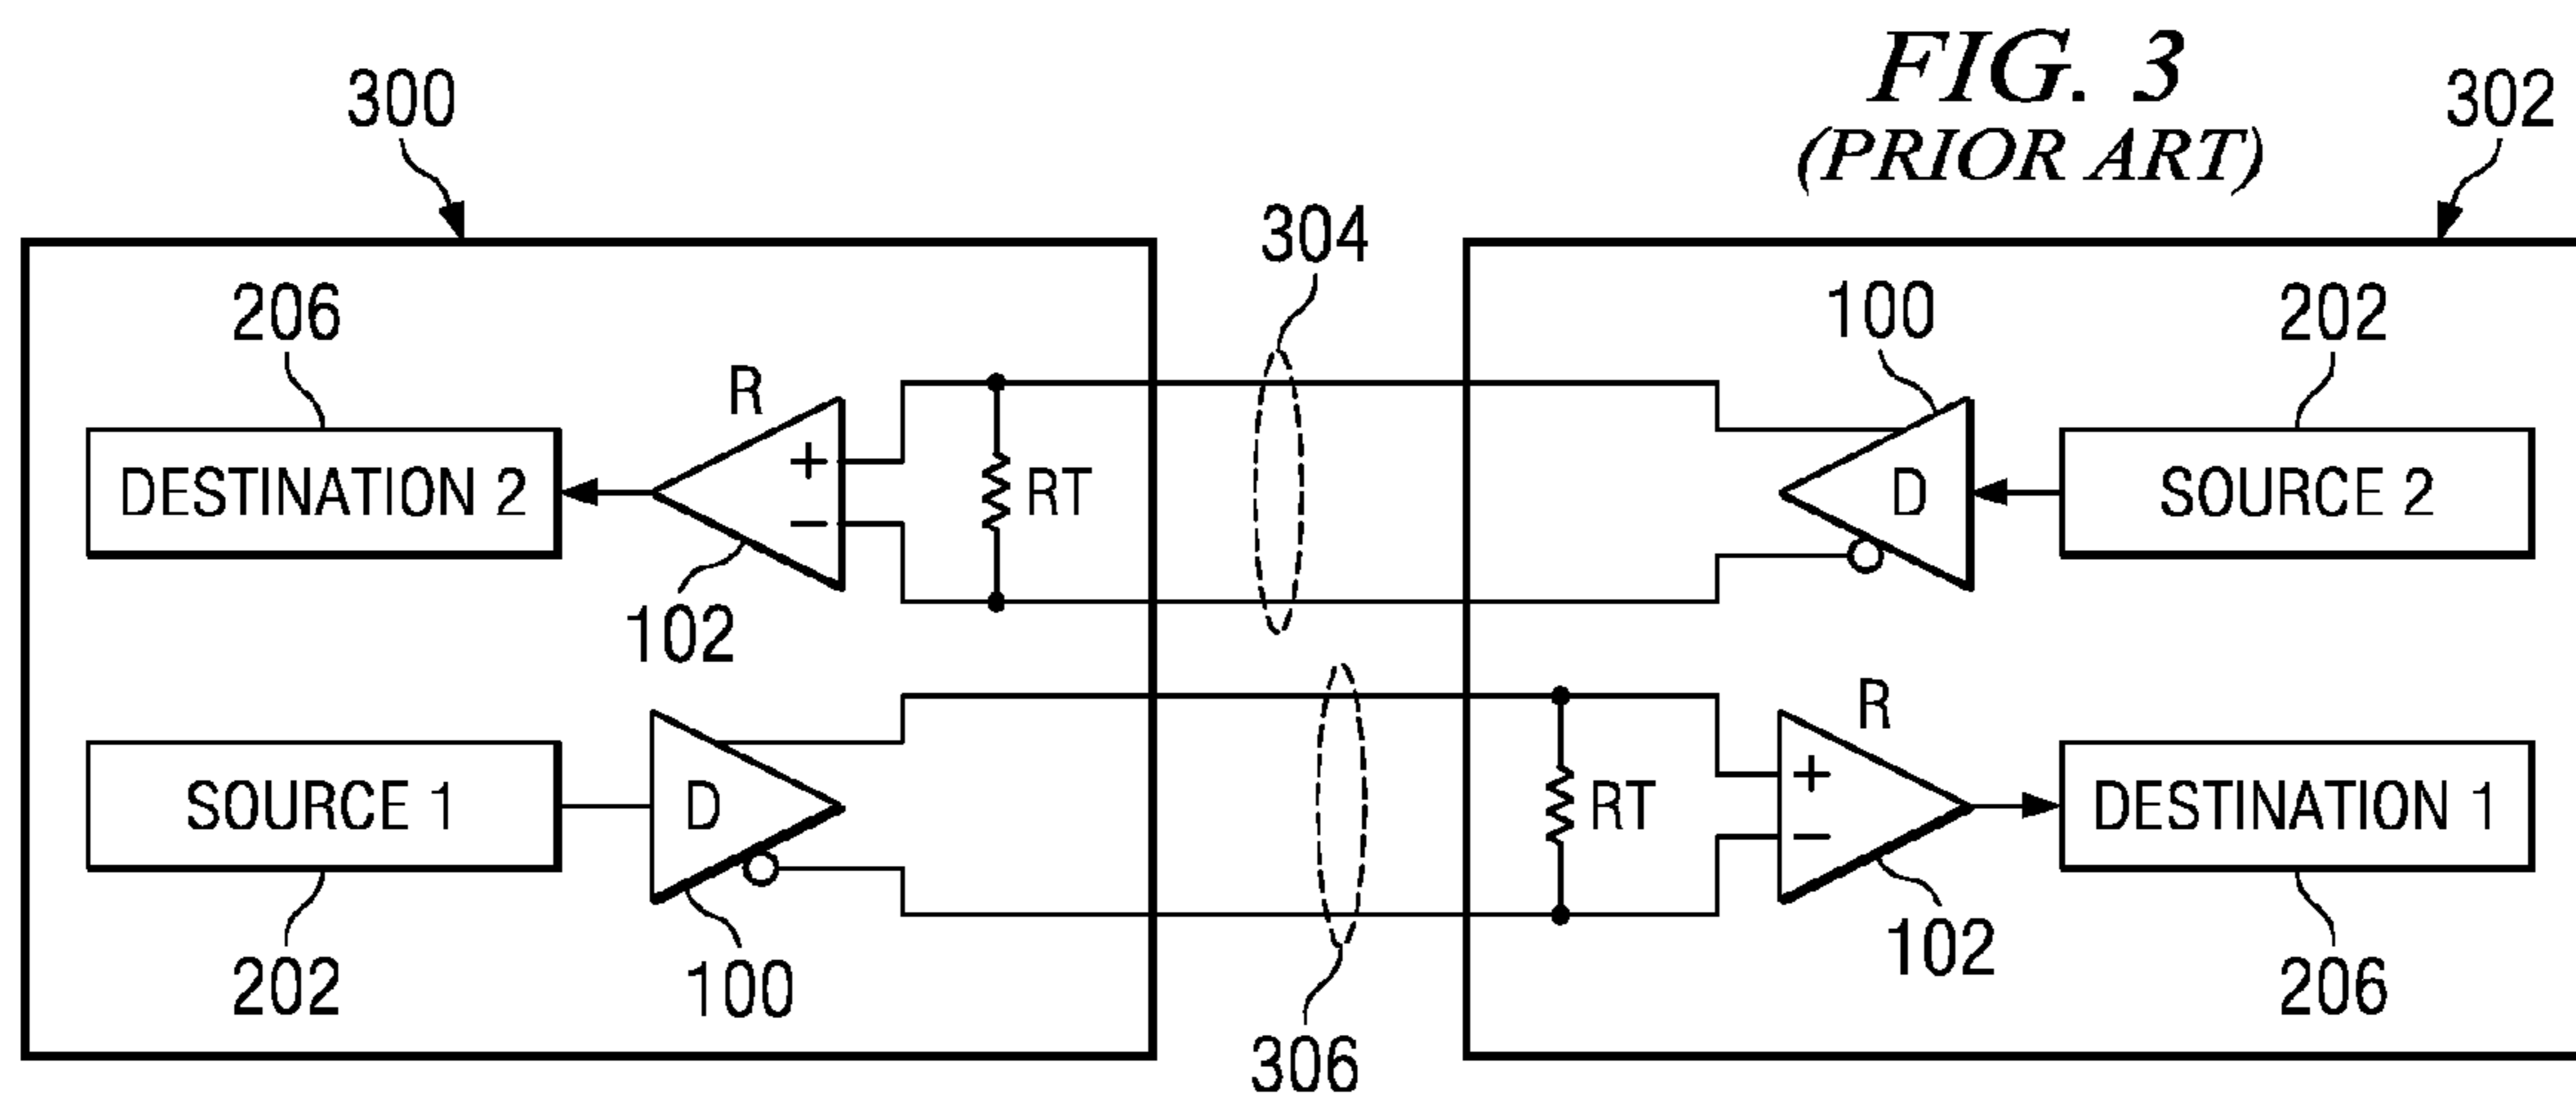 FIG. 3
(PRIOR ART)
300
302
304
206
100
202
R
+
−
DESTINATION 2
RT
D
SOURCE 2
102
R
SOURCE 1
D
RT
+
−
DESTINATION 1
202
100
102
206
306